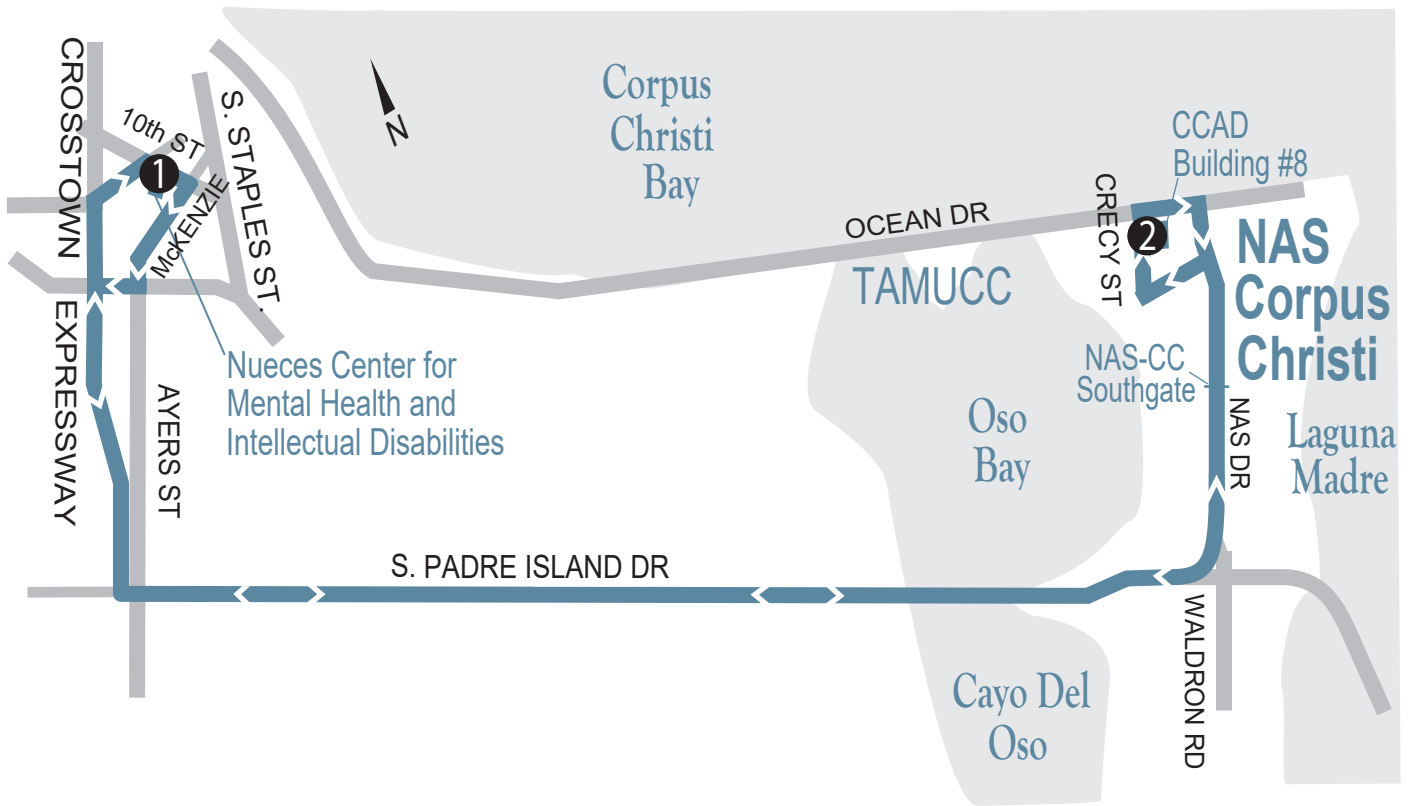 CROSSTOWN
EXPRESSWAY
10th ST
1
McKENZIE
S. STAPLES ST.
N
Corpus
Christi
Bay
CCAD
Building #8
OCEAN DR
CRECY ST
2
NAS
Corpus
Christi
TAMUCC
NAS-CC
Southgate
Nueces Center for
Mental Health and
Intellectual Disabilities
AYERS ST
Oso
Bay
NAS DR
Laguna
Madre
S. PADRE ISLAND DR
WALDRON RD
Cayo Del
Oso